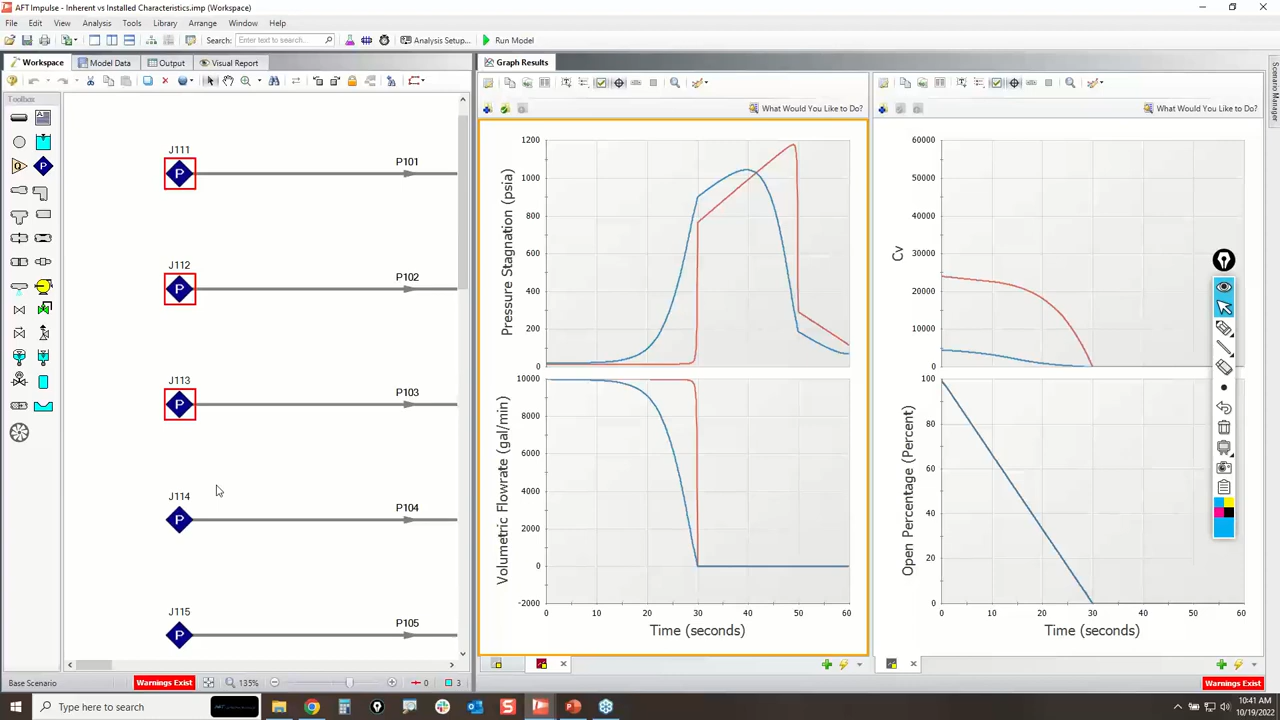 AFT Impulse - Inherent vs Installed Characteristics.imp (Workspace)
File Edit View Analysis Tools Library Arrange Window Help
Search: Enter text to search... Analysis Setup... Run Model
Workspace Model Data Output Visual Report
Graph Results
Scenario Manager
Toolbox
What Would You Like to Do?
What Would You Like to Do?
J111
P101
P
J112
P102
P
J113
P103
P
J114
P104
P
J115
P105
P
Pressure Stagnation (psia)
1200
1000
800
600
400
200
0
Volumetric Flowrate (gal/min)
10000
8000
6000
4000
2000
0
-2000
0 10 20 30 40 50 60
Time (seconds)
Cv
60000
50000
40000
30000
20000
10000
0
Open Percentage (Percent)
100
80
60
40
20
0
0 10 20 30 40 50 60
Time (seconds)
Base Scenario Warnings Exist 135% 0 3
Warnings Exist
Type here to search
10:41 AM
10/19/2022